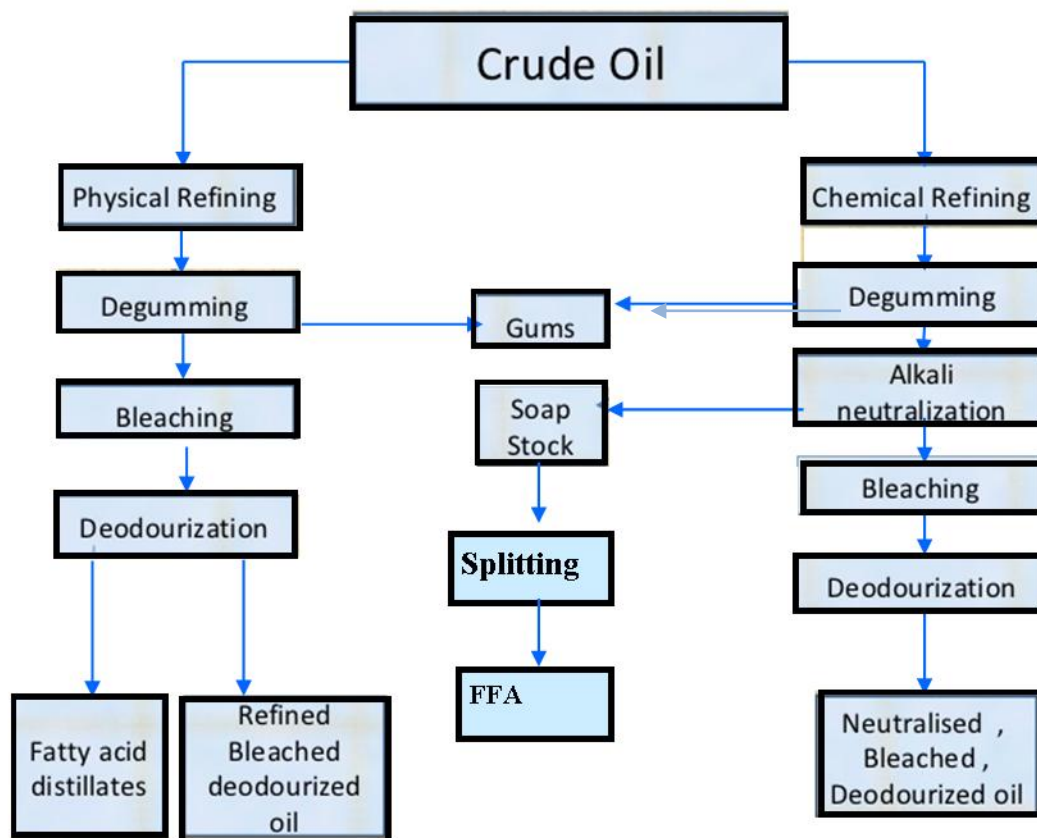 Crude Oil
Physical Refining
Chemical Refining
Degumming
Gums
Degumming
Bleaching
Soap
Stock
Alkali
neutralization
Bleaching
Deodourization
Splitting
Deodourization
FFA
Fatty acid
distillates
Refined
Bleached
deodourized
oil
Neutralised ,
Bleached ,
Deodourized oil